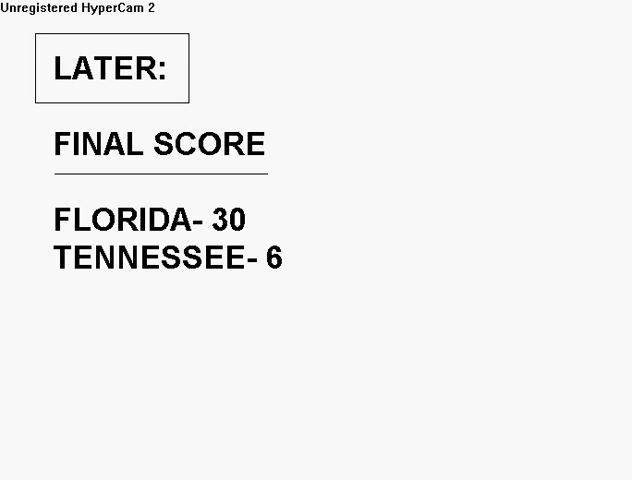 Unregistered HyperCam 2
LATER:
FINAL SCORE
FLORIDA- 30
TENNESSEE- 6